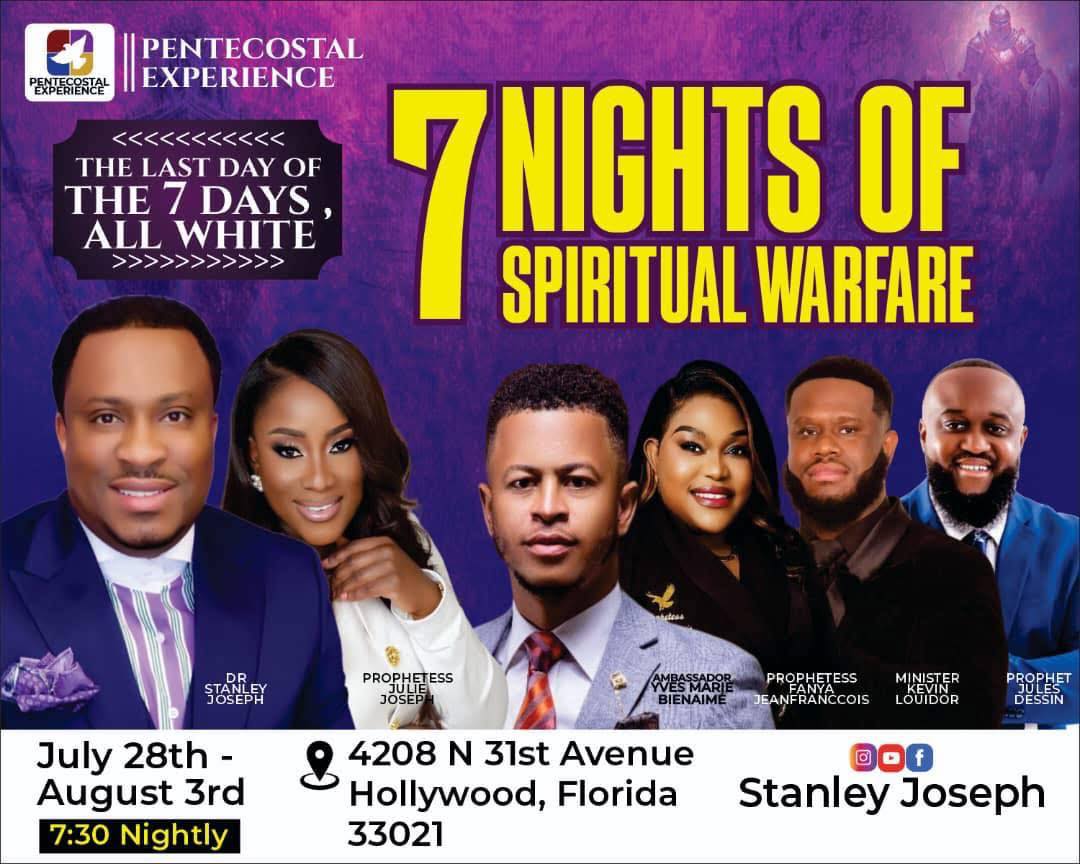 PENTECOSTAL
EXPERIENCE
PENTECOSTAL
EXPERIENCE
<<<<<<<<<<<
THE LAST DAY OF
THE 7 DAYS ,
ALL WHITE
>>>>>>>>>>>
7 NIGHTS OF
SPIRITUAL WARFARE
DR
STANLEY
JOSEPH
PROPHETESS
JULIE
JOSEPH
AMBASSADOR
YVES MARIE
BIENAIMÉ
PROPHETESS
FANYA
JEANFRANCCOIS
MINISTER
KEVIN
LOUIDOR
PROPHET
JULES
DESSIN
July 28th -
August 3rd
7:30 Nightly
4208 N 31st Avenue
Hollywood, Florida
33021
Stanley Joseph